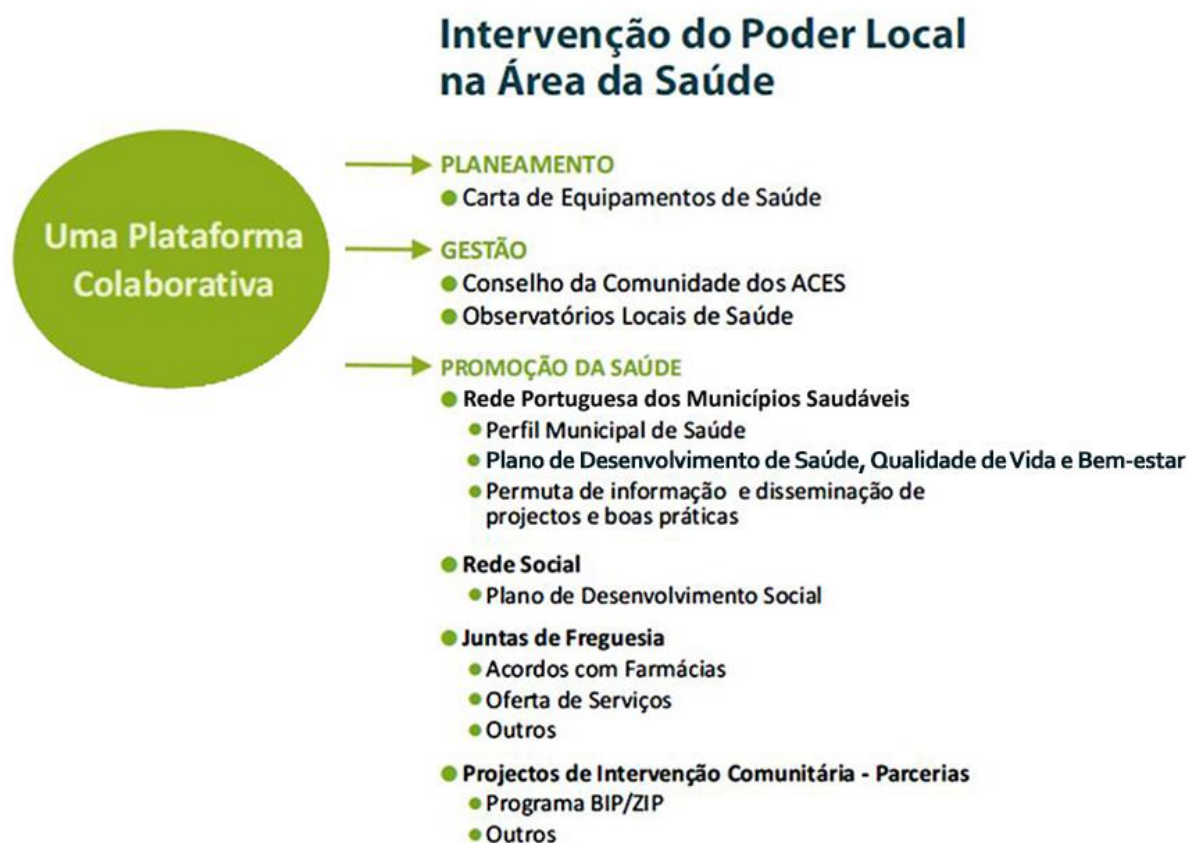 Intervenção do Poder Local
na Área da Saúde
Uma Plataforma
Colaborativa
PLANEAMENTO
Carta de Equipamentos de Saúde
GESTÃO
Conselho da Comunidade dos ACES
Observatórios Locais de Saúde
PROMOÇÃO DA SAÚDE
Rede Portuguesa dos Municípios Saudáveis
Perfil Municipal de Saúde
Plano de Desenvolvimento de Saúde, Qualidade de Vida e Bem-estar
Permuta de informação e disseminação de
projectos e boas práticas
Rede Social
Plano de Desenvolvimento Social
Juntas de Freguesia
Acordos com Farmácias
Oferta de Serviços
Outros
Projectos de Intervenção Comunitária - Parcerias
Programa BIP/ZIP
Outros